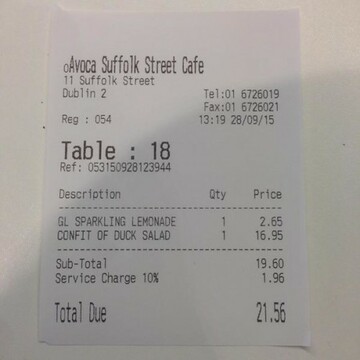 Avoca Suffolk Street Cafe
11 Suffolk Street
Dublin 2 Tel:01 6726019
Fax:01 6726021
Reg : 054 13:19 28/09/15
Table : 18
Ref: 053150928123944
Description Qty Price
GL SPARKLING LEMONADE 1 2.65
CONFIT OF DUCK SALAD 1 16.95
Sub-Total 19.60
Service Charge 10% 1.96
Total Due 21.56